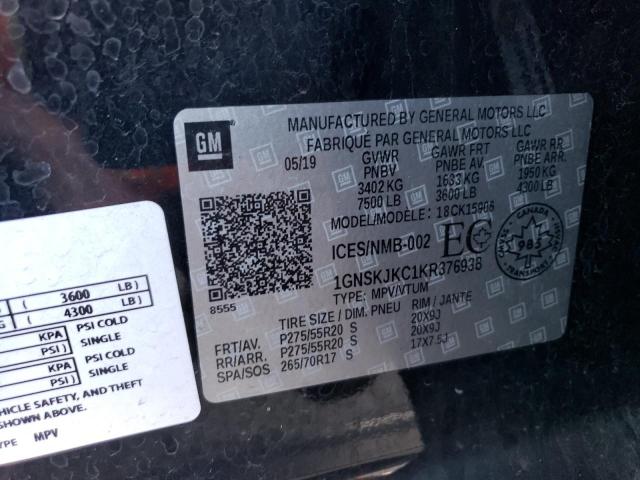 MANUFACTURED BY GENERAL MOTORS LLC
FABRIQUE PAR GENERAL MOTORS LLC
GM
05/19 GVWR GAWR FRT GAWR RR
PNBV PNBE AV. PNBE ARR.
3402 KG 1633 KG 1950 KG
7500 LB 3600 LB 4300 LB
MODEL/MODELE: 18CK15906
ICES/NMB-002 EC CANADA 985
1GNSKJKC1KR376938
8555 TYPE: MPV/VTUM
TIRE SIZE / DIM. PNEU RIM / JANTE
FRT/AV. P275/55R20 S 20X9J
RR/ARR. P275/55R20 S 20X9J
SPA/SOS 265/70R17 S 17X7.5J
( 3600 LB)
G ( 4300 LB)
KPA PSI COLD
PSI) SINGLE
KPA PSI COLD
PSI) SINGLE
HICLE SAFETY, AND THEFT
SHOWN ABOVE.
YPE MPV